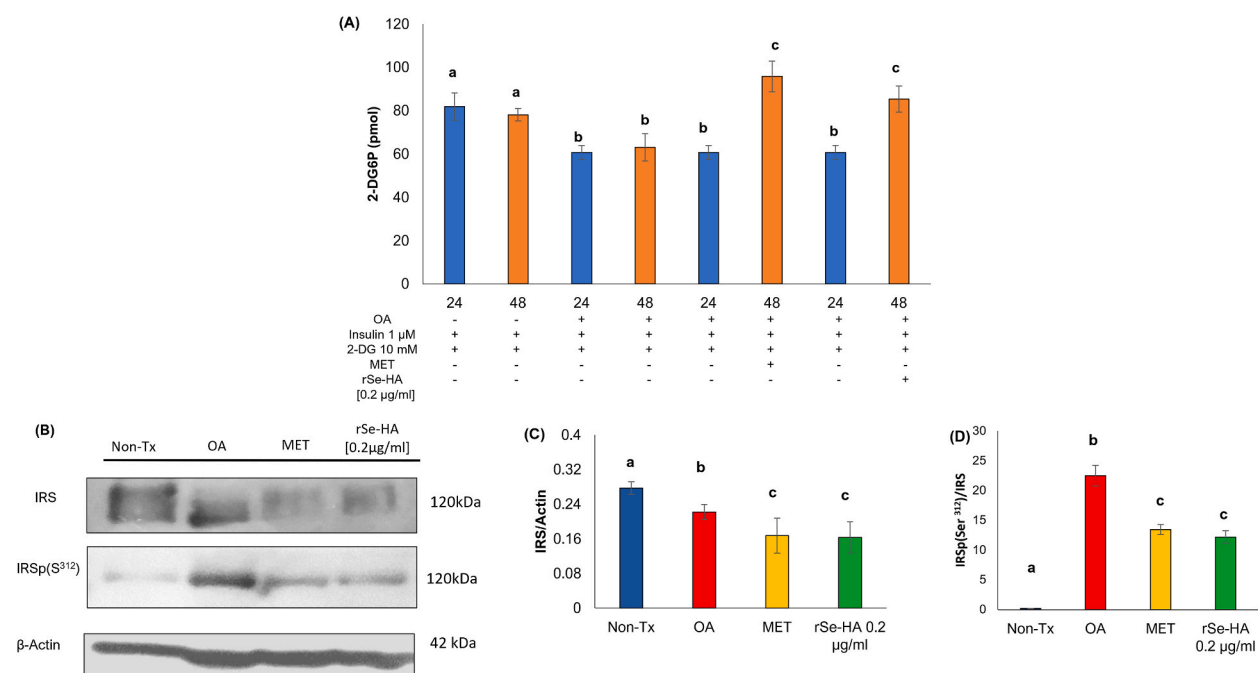 (A)
120
100
80
60
40
20
0
2-DG6P (pmol)
a
a
b
b
b
c
b
c
24 48 24 48 24 48 24 48
OA - - + + + + + +
Insulin 1 µM + + + + + + + +
2-DG 10 mM + + + + + + + +
MET - - - - - + - -
rSe-HA - - - - - - - +
[0.2 µg/ml]
(B)
Non-Tx OA MET rSe-HA
[0.2µg/ml]
IRS 120kDa
IRSp(S³¹²) 120kDa
β-Actin 42 kDa
(C)
0.4
0.32
0.24
0.16
0.08
0
IRS/Actin
a
b
c
c
Non-Tx OA MET rSe-HA 0.2
µg/ml
(D)
30
25
20
15
10
5
0
IRSp(Ser ³¹²)/IRS
a
b
c
c
Non-Tx OA MET rSe-HA
0.2 µg/ml